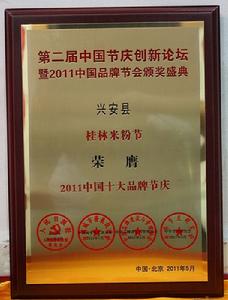 第二届中国节庆创新论坛
暨2011中国品牌节会颁奖盛典
兴安县
桂林米粉节
荣膺
2011中国十大品牌节庆
中国·北京 2011年5月